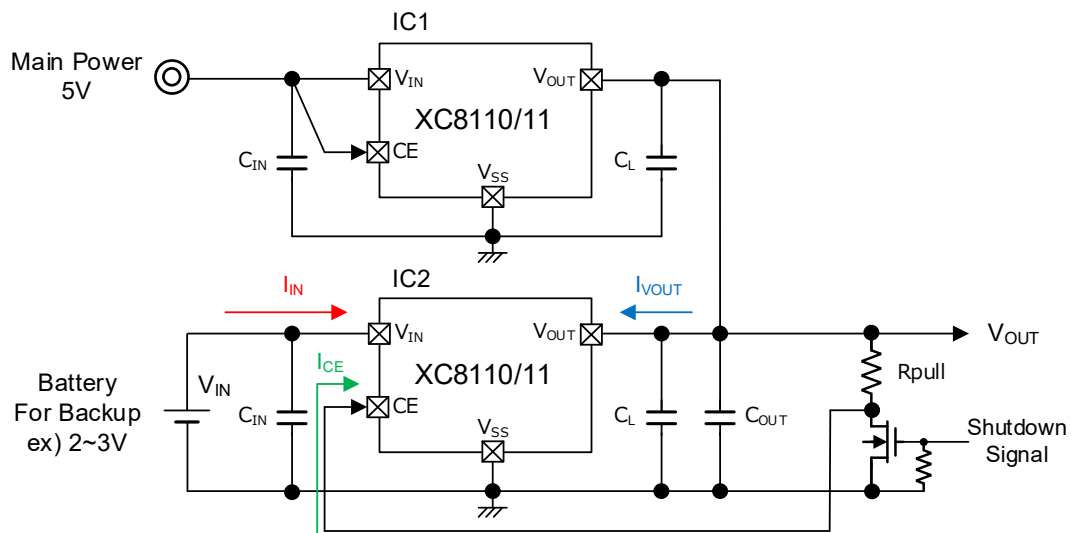 IC1
Main Power
5V
VIN
VOUT
XC8110/11
CE
CIN
VSS
CL
IIN
IC2
IVOUT
VIN
VOUT
VOUT
ICE
Rpull
XC8110/11
Battery
For Backup
ex) 2~3V
VIN
CIN
CE
CL
COUT
Shutdown
Signal
VSS